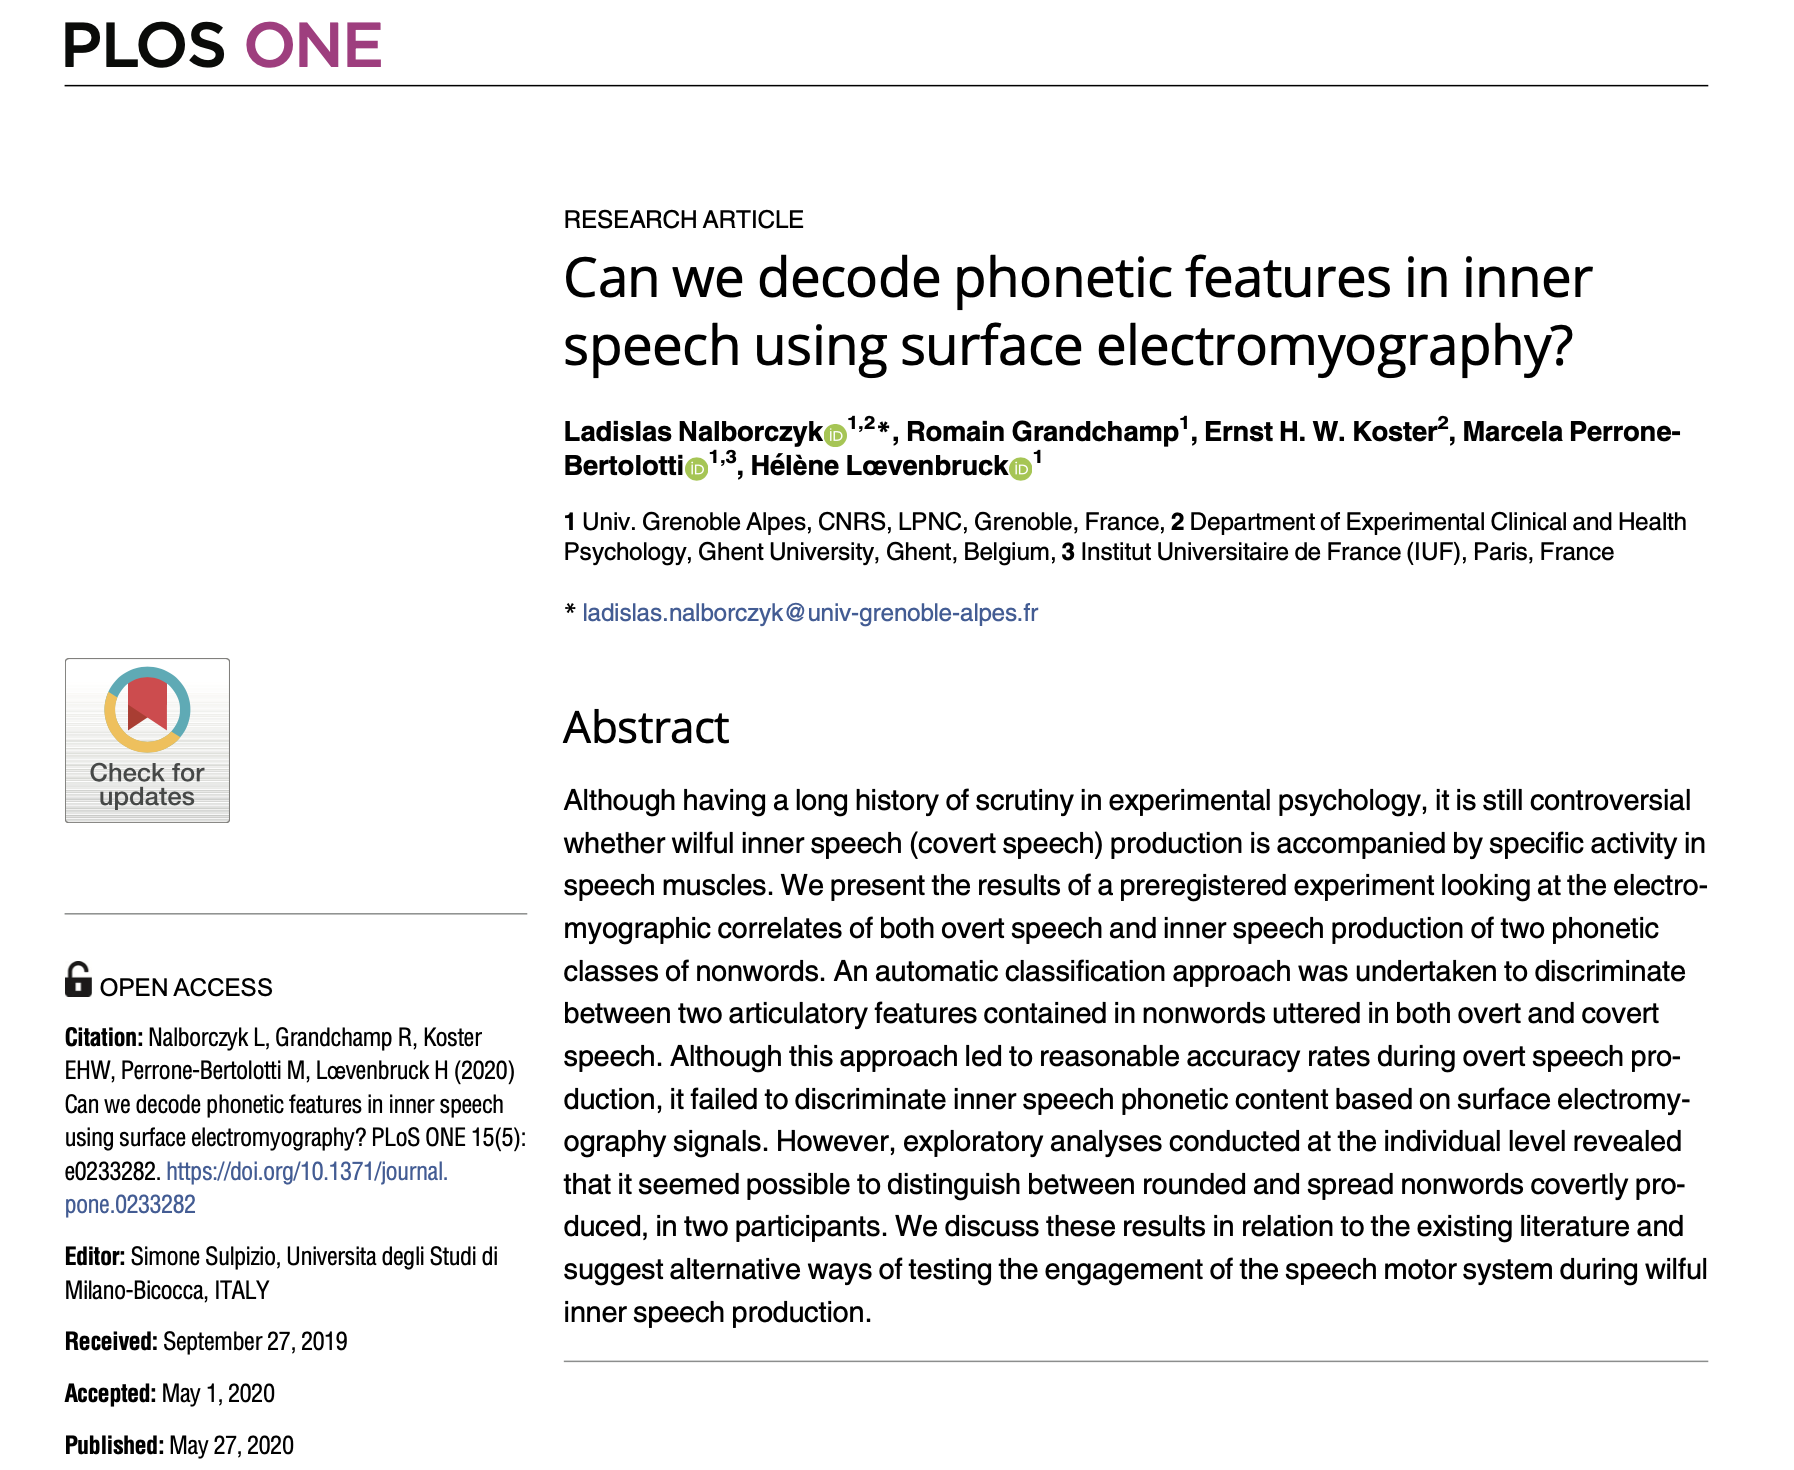 PLOS ONE
RESEARCH ARTICLE
Can we decode phonetic features in inner
speech using surface electromyography?
Ladislas Nalborczyk iD 1,2*, Romain Grandchamp1, Ernst H. W. Koster2, Marcela Perrone-
Bertolotti iD 1,3, Hélène Lœvenbruck iD 1
1 Univ. Grenoble Alpes, CNRS, LPNC, Grenoble, France, 2 Department of Experimental Clinical and Health
Psychology, Ghent University, Ghent, Belgium, 3 Institut Universitaire de France (IUF), Paris, France
* ladislas.nalborczyk@univ-grenoble-alpes.fr
Abstract
Although having a long history of scrutiny in experimental psychology, it is still controversial
whether wilful inner speech (covert speech) production is accompanied by specific activity in
speech muscles. We present the results of a preregistered experiment looking at the electro-
myographic correlates of both overt speech and inner speech production of two phonetic
classes of nonwords. An automatic classification approach was undertaken to discriminate
between two articulatory features contained in nonwords uttered in both overt and covert
speech. Although this approach led to reasonable accuracy rates during overt speech pro-
duction, it failed to discriminate inner speech phonetic content based on surface electromy-
ography signals. However, exploratory analyses conducted at the individual level revealed
that it seemed possible to distinguish between rounded and spread nonwords covertly pro-
duced, in two participants. We discuss these results in relation to the existing literature and
suggest alternative ways of testing the engagement of the speech motor system during wilful
inner speech production.
Check for
updates
OPEN ACCESS
Citation: Nalborczyk L, Grandchamp R, Koster
EHW, Perrone-Bertolotti M, Lœvenbruck H (2020)
Can we decode phonetic features in inner speech
using surface electromyography? PLoS ONE 15(5):
e0233282. https://doi.org/10.1371/journal.
pone.0233282
Editor: Simone Sulpizio, Universita degli Studi di
Milano-Bicocca, ITALY
Received: September 27, 2019
Accepted: May 1, 2020
Published: May 27, 2020